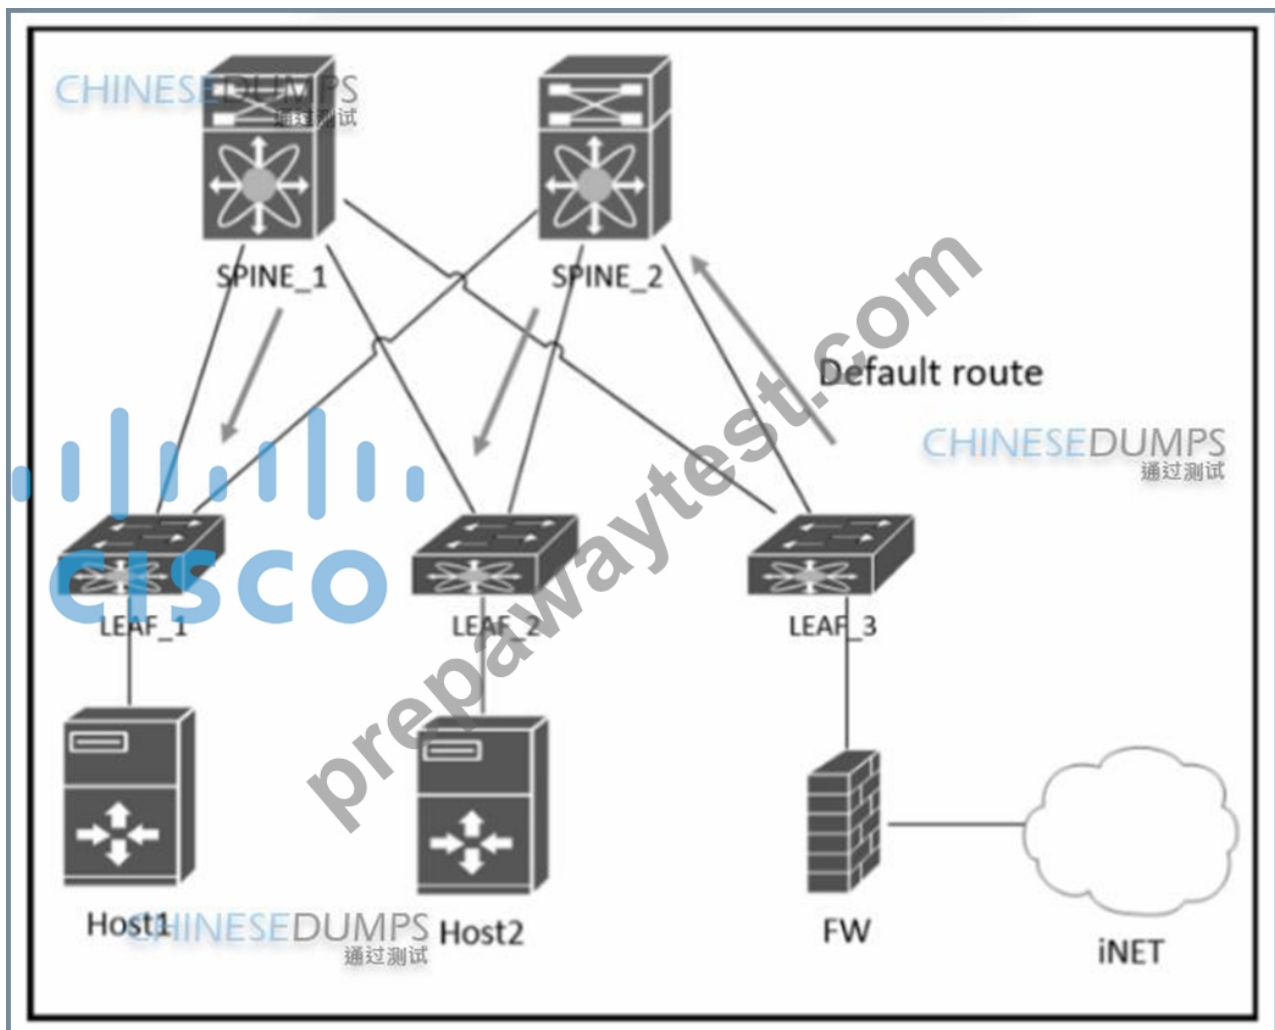 CHINESEDUMPS
通过测试
SPINE_1
SPINE_2
Default route
CHINESEDUMPS
通过测试
CISCO
LEAF_1
LEAF_2
LEAF_3
prepawaytest.com
Host1
CHINESEDUMPS
通过测试
Host2
FW
iNET